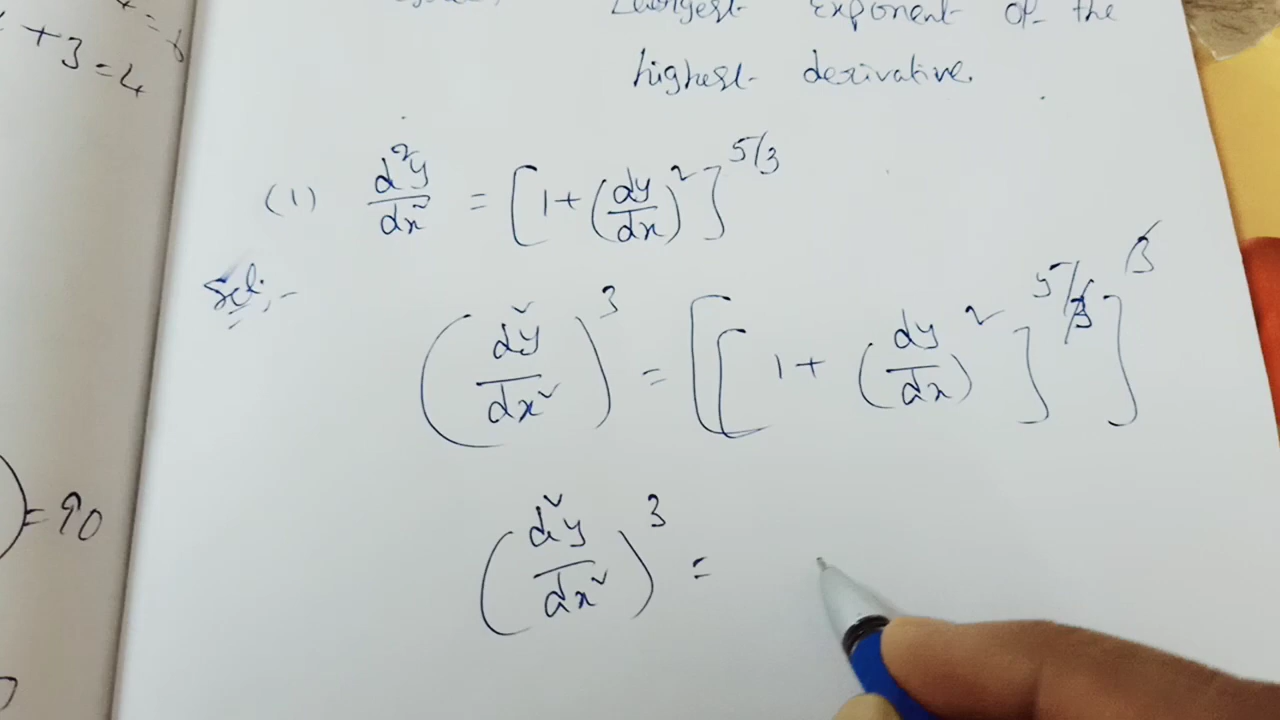 Largest exponent of the
highest derivative.
+3=4
(1) d²y/dx² = [1+(dy/dx)²]^5/3
Sol:-
(d²y/dx²)³ = [[1+(dy/dx)²]^5/3]^3
=90
(d²y/dx²)³ =